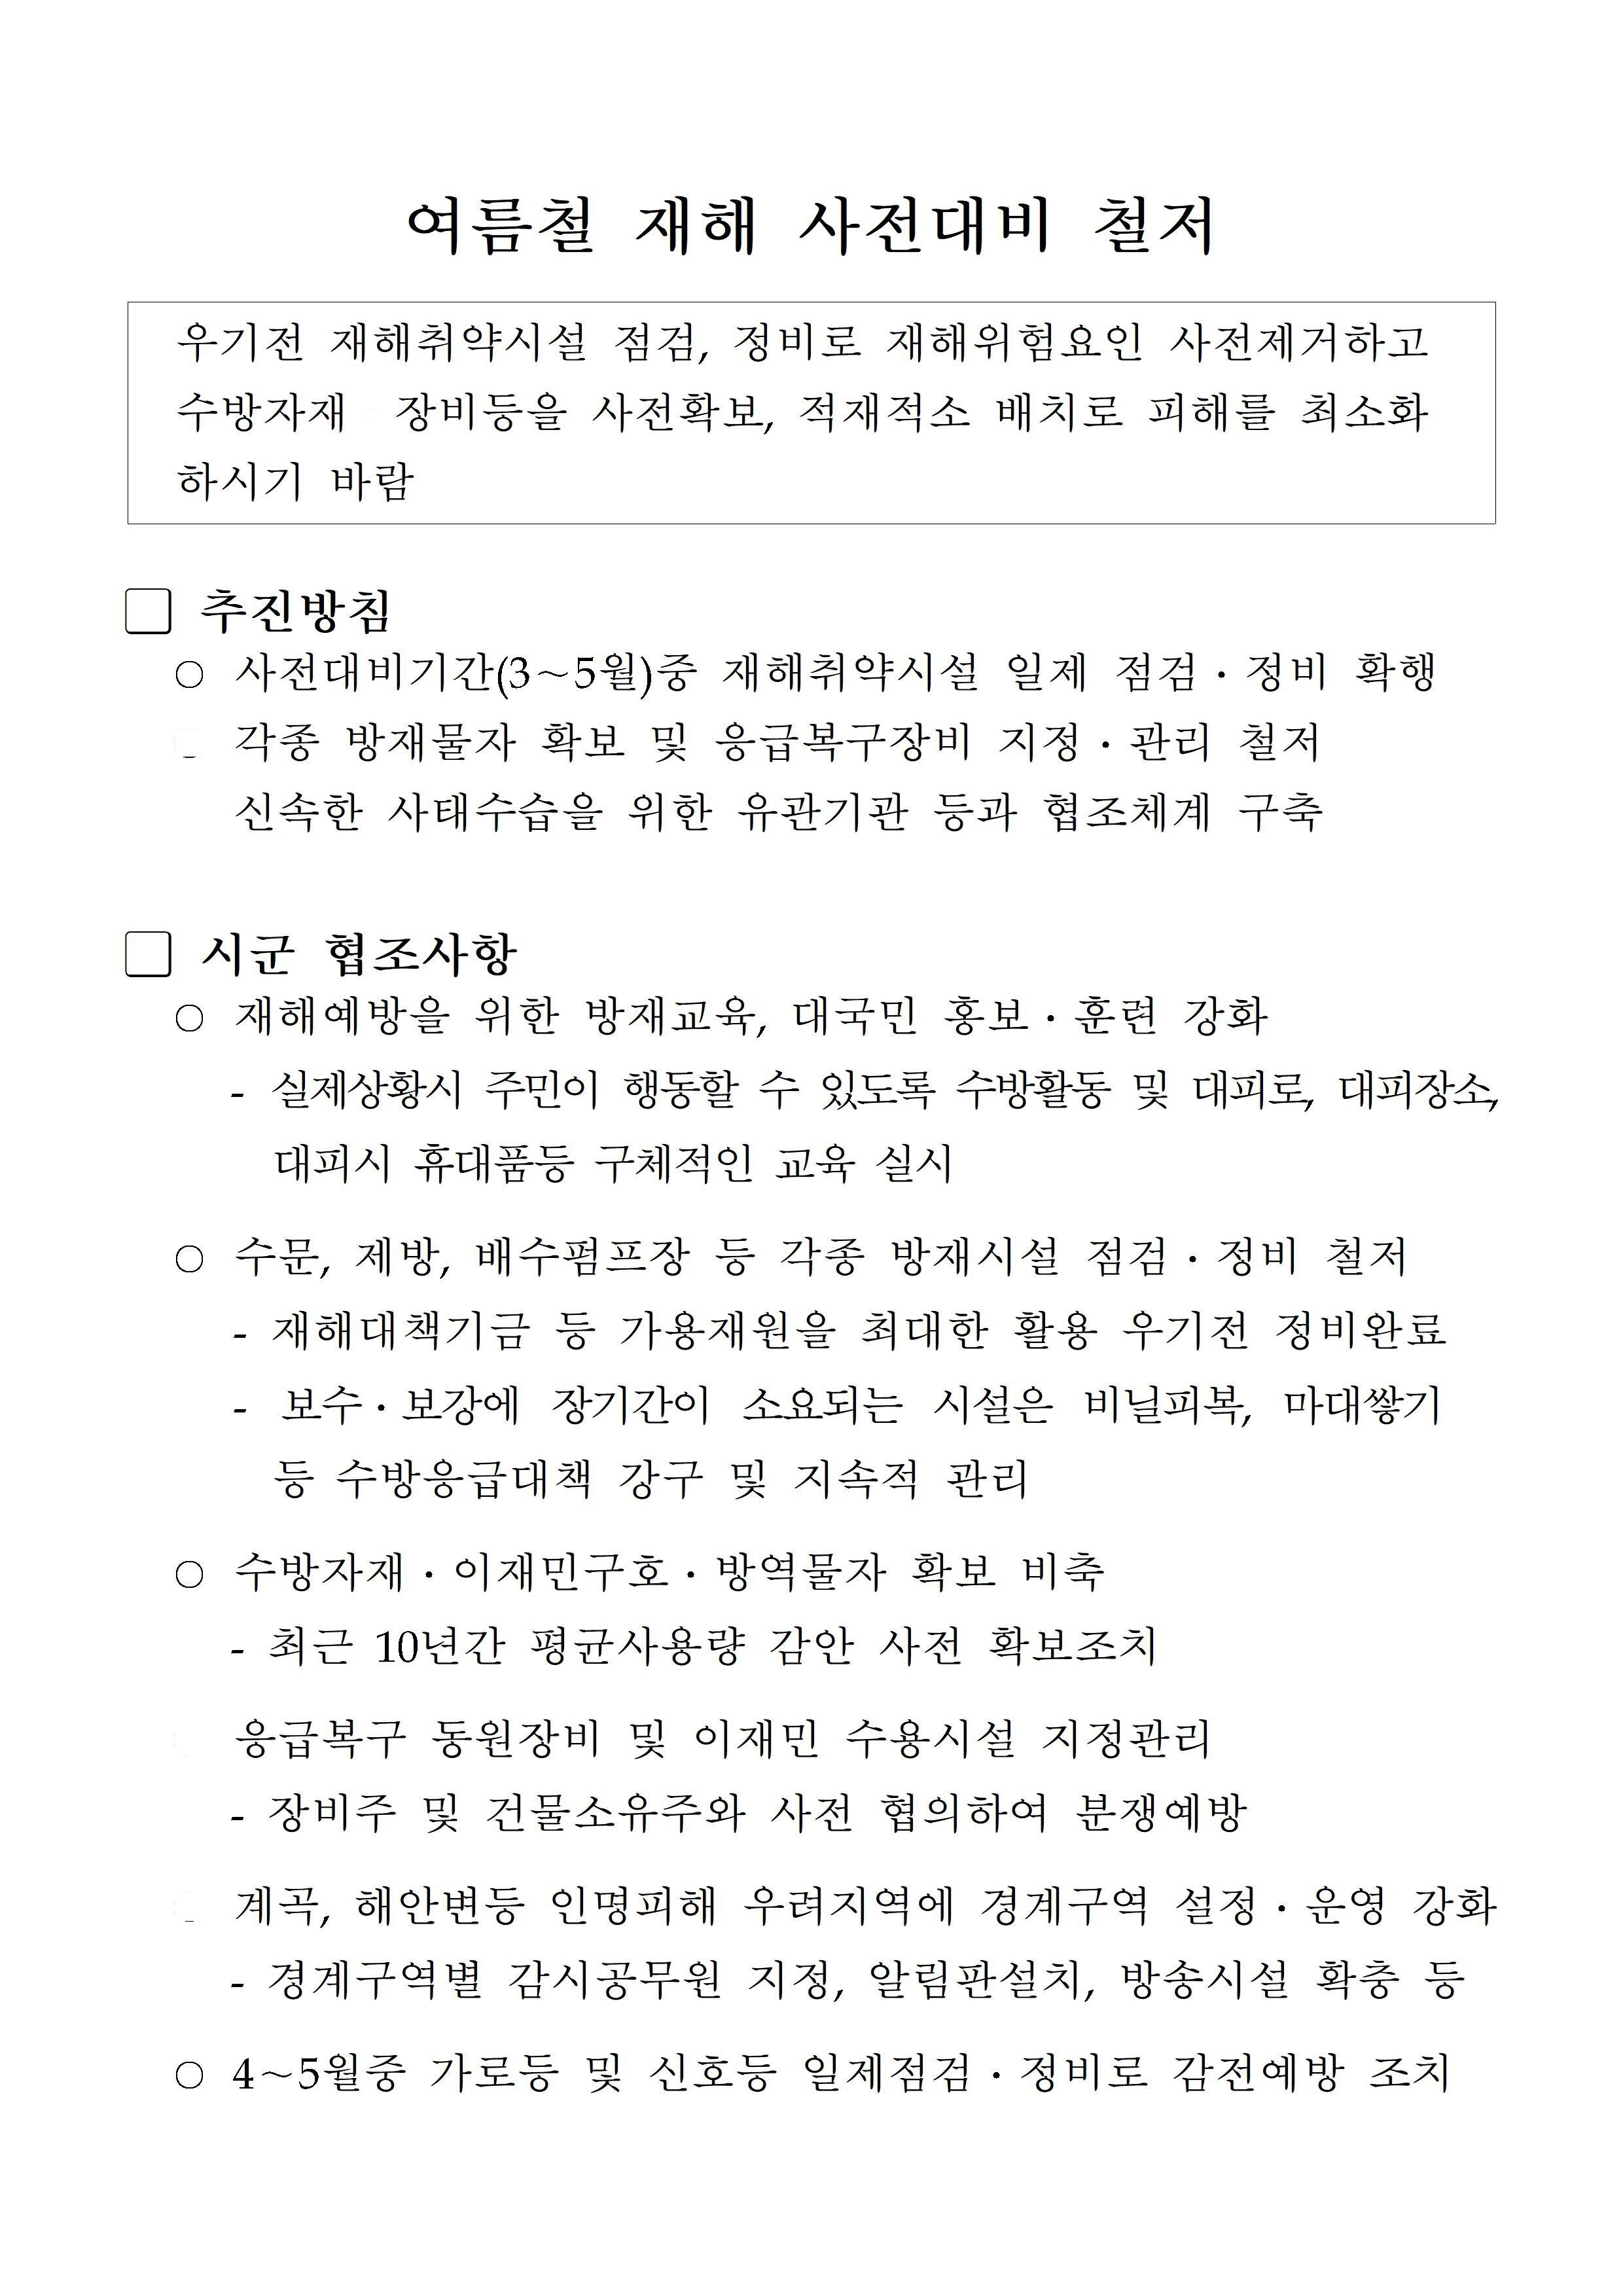 여름철 재해 사전대비 철저
우기전 재해취약시설 점검, 정비로 재해위험요인 사전제거하고
수방자재 장비등을 사전확보, 적재적소 배치로 피해를 최소화
하시기 바람
□ 추진방침
○ 사전대비기간(3~5월)중 재해취약시설 일제 점검·정비 확행
각종 방재물자 확보 및 응급복구장비 지정·관리 철저
신속한 사태수습을 위한 유관기관 등과 협조체계 구축
□ 시군 협조사항
○ 재해예방을 위한 방재교육, 대국민 홍보·훈련 강화
- 실제상황시 주민이 행동할 수 있도록 수방활동 및 대피로, 대피장소,
대피시 휴대품등 구체적인 교육 실시
○ 수문, 제방, 배수펌프장 등 각종 방재시설 점검·정비 철저
- 재해대책기금 등 가용재원을 최대한 활용 우기전 정비완료
- 보수·보강에 장기간이 소요되는 시설은 비닐피복, 마대쌓기
등 수방응급대책 강구 및 지속적 관리
○ 수방자재·이재민구호·방역물자 확보 비축
- 최근 10년간 평균사용량 감안 사전 확보조치
응급복구 동원장비 및 이재민 수용시설 지정관리
- 장비주 및 건물소유주와 사전 협의하여 분쟁예방
계곡, 해안변등 인명피해 우려지역에 경계구역 설정·운영 강화
- 경계구역별 감시공무원 지정, 알림판설치, 방송시설 확충 등
○ 4~5월중 가로등 및 신호등 일제점검·정비로 감전예방 조치